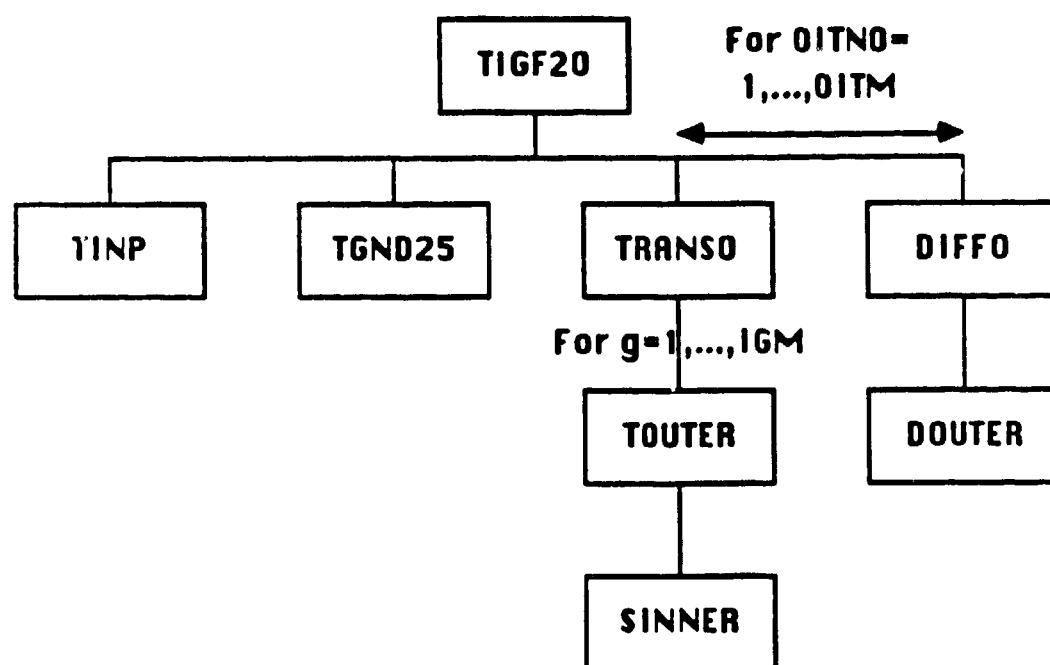 TIGF20
For OITNO=
1,...,OITM
TINP
TGND25
TRANSO
DIFFO
For g=1,...,IGM
TOUTER
DOUTER
SINNER